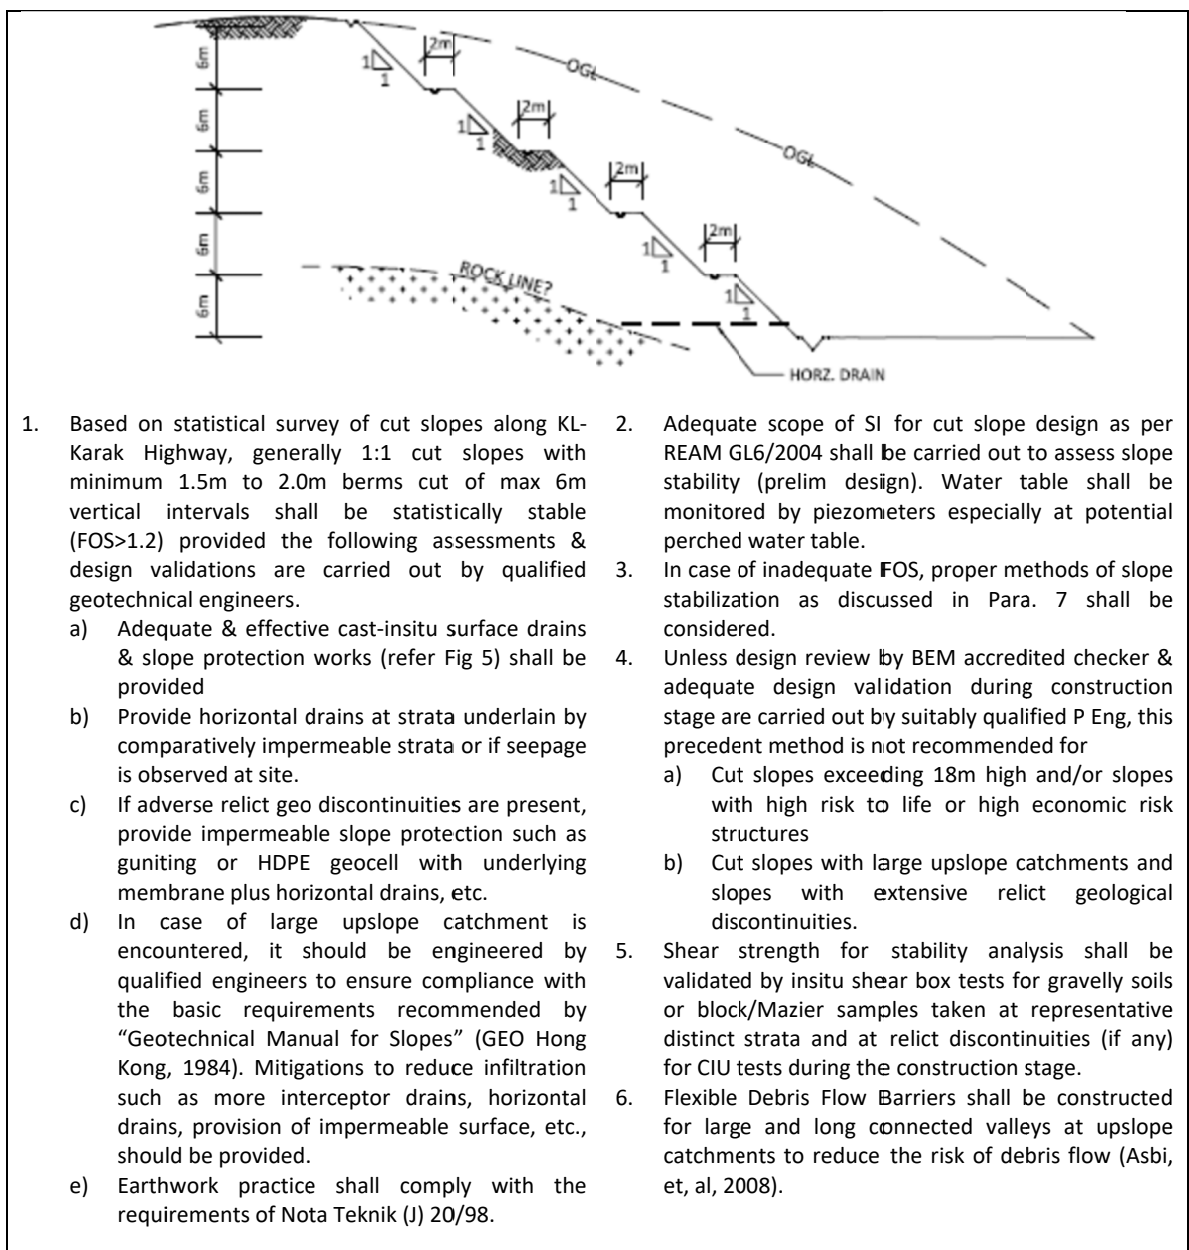 6m
6m
6m
6m
6m
2m
2m
2m
2m
1
1
1
1
1
1
1
1
1
1
OGL
OGL
ROCK LINE?
HORZ. DRAIN
1. Based on statistical survey of cut slopes along KL-
Karak Highway, generally 1:1 cut slopes with
minimum 1.5m to 2.0m berms cut of max 6m
vertical intervals shall be statistically stable
(FOS>1.2) provided the following assessments &
design validations are carried out by qualified
geotechnical engineers.
a) Adequate & effective cast-insitu surface drains
& slope protection works (refer Fig 5) shall be
provided
b) Provide horizontal drains at strata underlain by
comparatively impermeable strata or if seepage
is observed at site.
c) If adverse relict geo discontinuities are present,
provide impermeable slope protection such as
guniting or HDPE geocell with underlying
membrane plus horizontal drains, etc.
d) In case of large upslope catchment is
encountered, it should be engineered by
qualified engineers to ensure compliance with
the basic requirements recommended by
“Geotechnical Manual for Slopes” (GEO Hong
Kong, 1984). Mitigations to reduce infiltration
such as more interceptor drains, horizontal
drains, provision of impermeable surface, etc.,
should be provided.
e) Earthwork practice shall comply with the
requirements of Nota Teknik (J) 20/98.
2. Adequate scope of SI for cut slope design as per
REAM GL6/2004 shall be carried out to assess slope
stability (prelim design). Water table shall be
monitored by piezometers especially at potential
perched water table.
3. In case of inadequate FOS, proper methods of slope
stabilization as discussed in Para. 7 shall be
considered.
4. Unless design review by BEM accredited checker &
adequate design validation during construction
stage are carried out by suitably qualified P Eng, this
precedent method is not recommended for
a) Cut slopes exceeding 18m high and/or slopes
with high risk to life or high economic risk
structures
b) Cut slopes with large upslope catchments and
slopes with extensive relict geological
discontinuities.
5. Shear strength for stability analysis shall be
validated by insitu shear box tests for gravelly soils
or block/Mazier samples taken at representative
distinct strata and at relict discontinuities (if any)
for CIU tests during the construction stage.
6. Flexible Debris Flow Barriers shall be constructed
for large and long connected valleys at upslope
catchments to reduce the risk of debris flow (Asbi,
et, al, 2008).